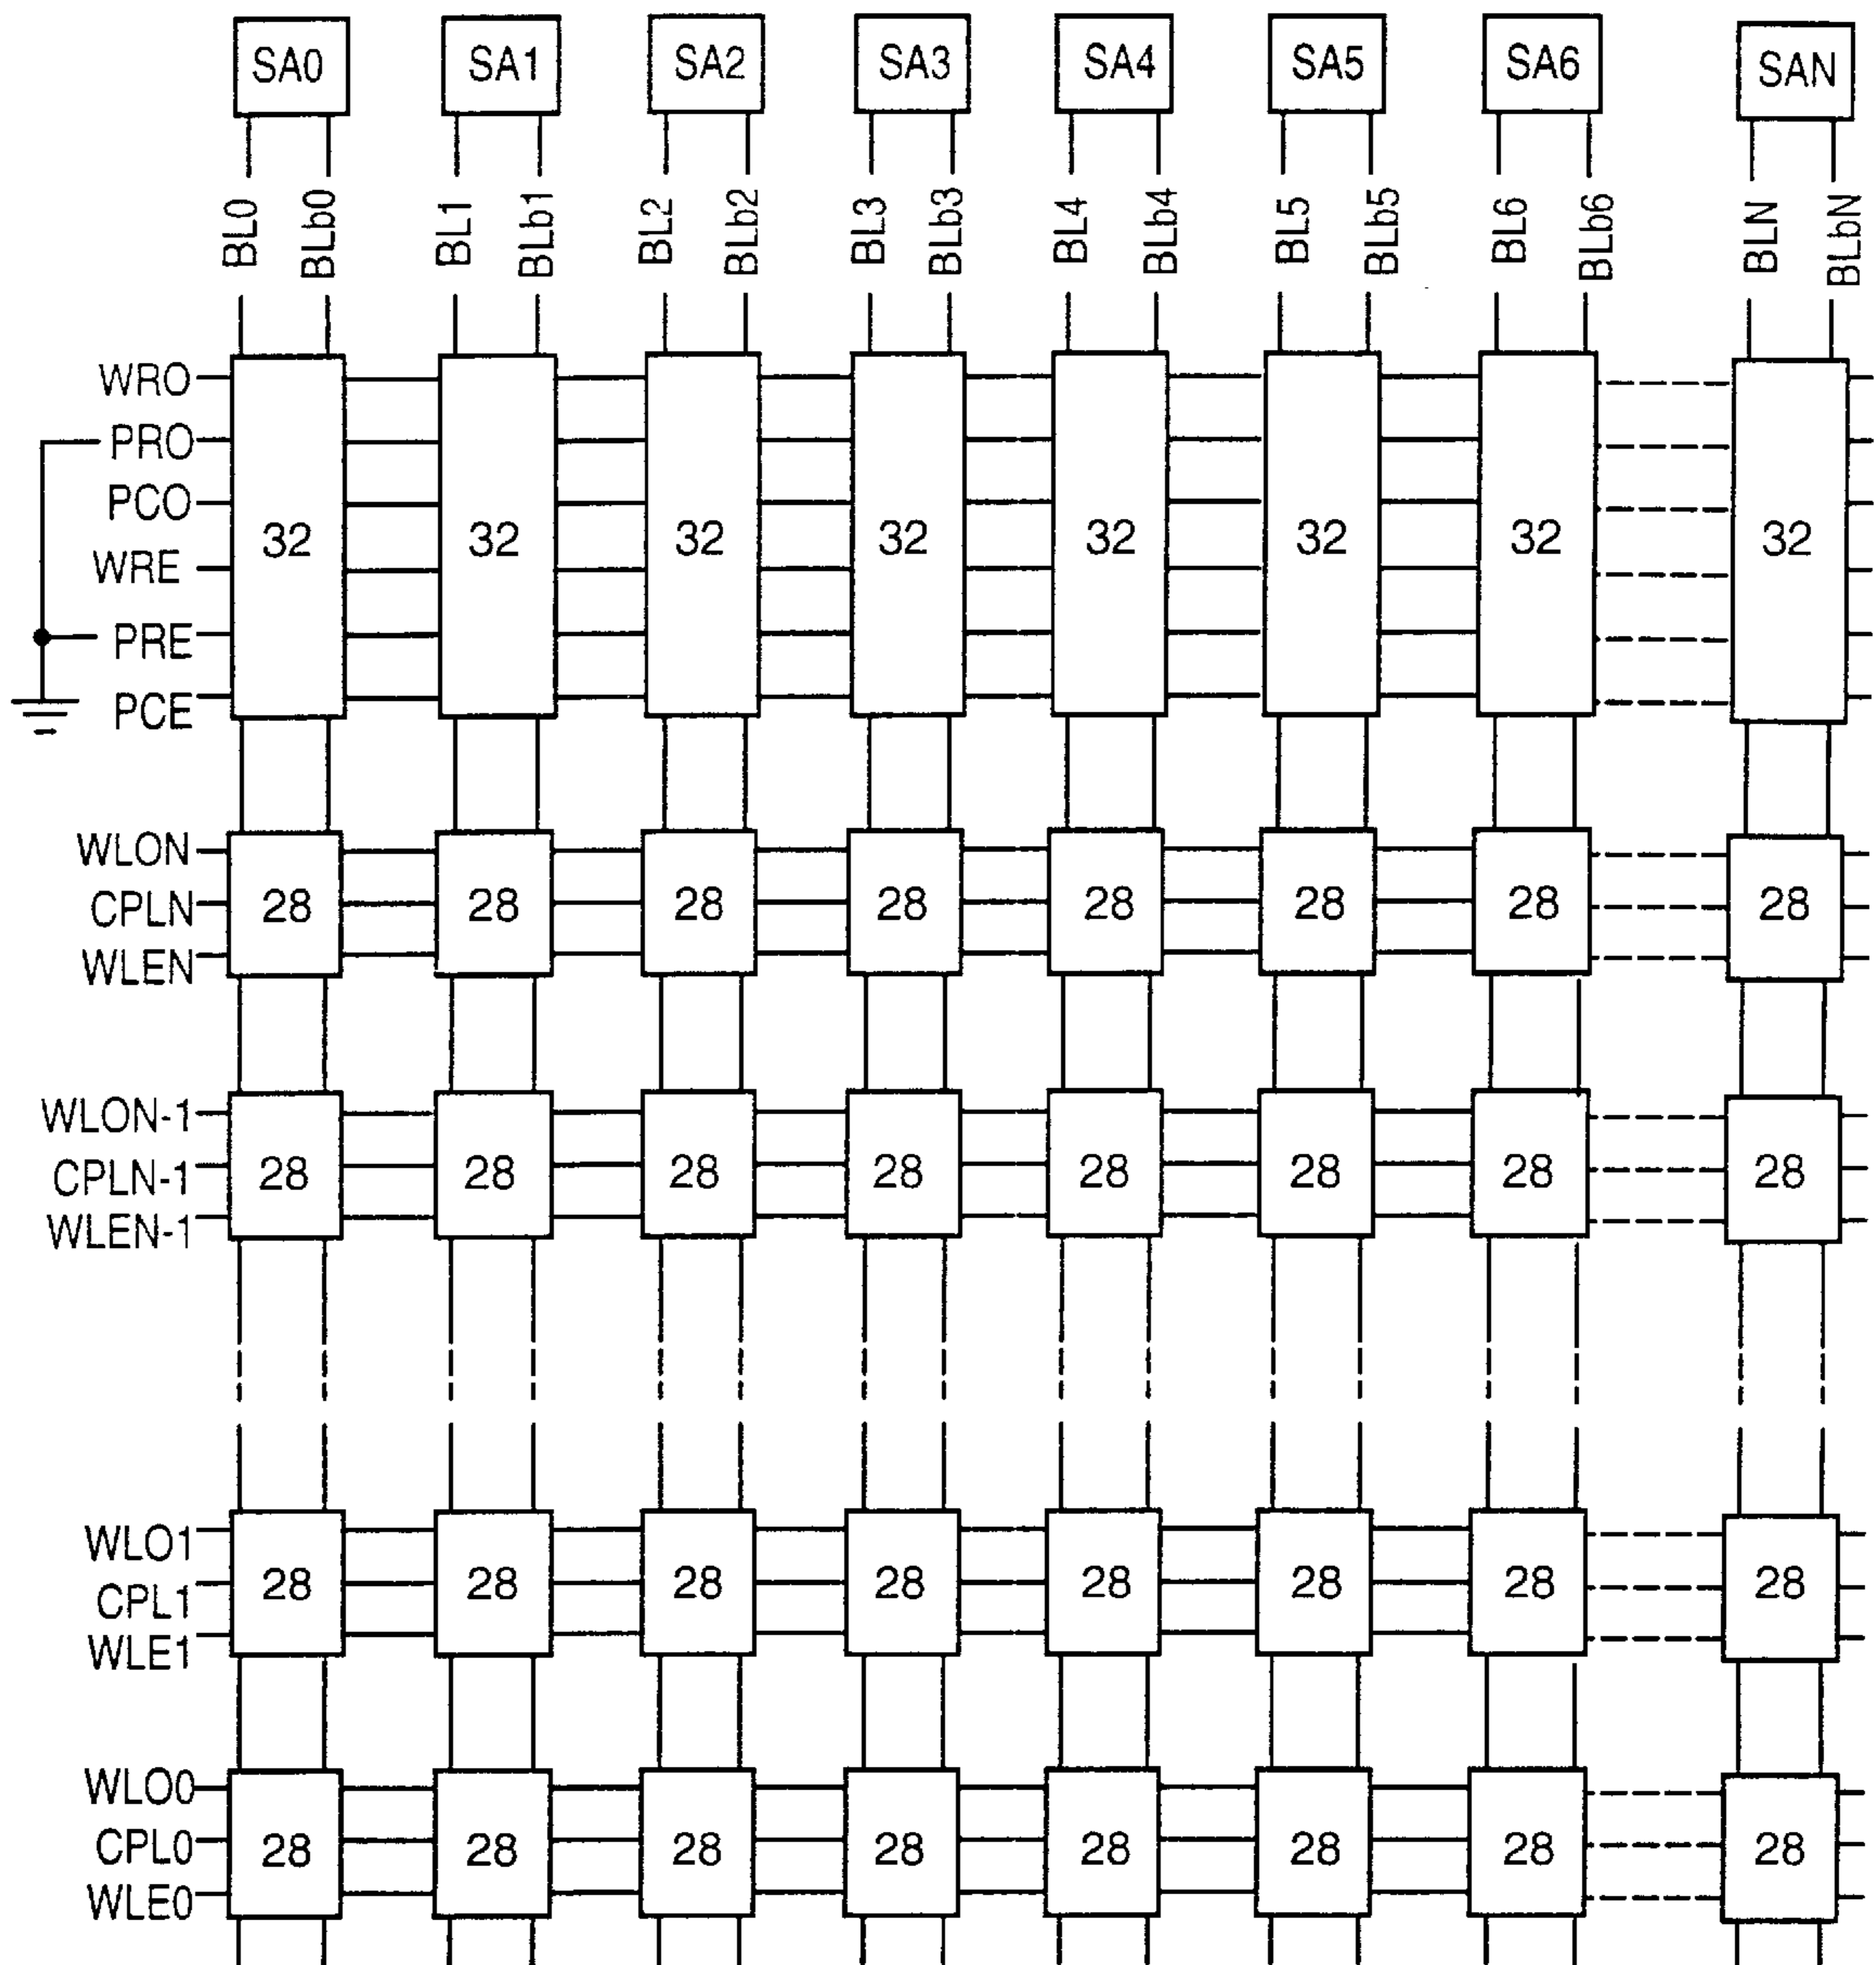 SA0 SA1 SA2 SA3 SA4 SA5 SA6 SAN
BL0 BLb0 BL1 BLb1 BL2 BLb2 BL3 BLb3 BL4 BLb4 BL5 BLb5 BL6 BLb6 BLN BLbN
WRO
PRO
PCO
32 32 32 32 32 32 32 32
WRE
PRE
PCE
WLON
CPLN 28 28 28 28 28 28 28 28
WLEN
WLON-1
CPLN-1 28 28 28 28 28 28 28 28
WLEN-1
WLO1
CPL1 28 28 28 28 28 28 28 28
WLE1
WLO0
CPL0 28 28 28 28 28 28 28 28
WLE0